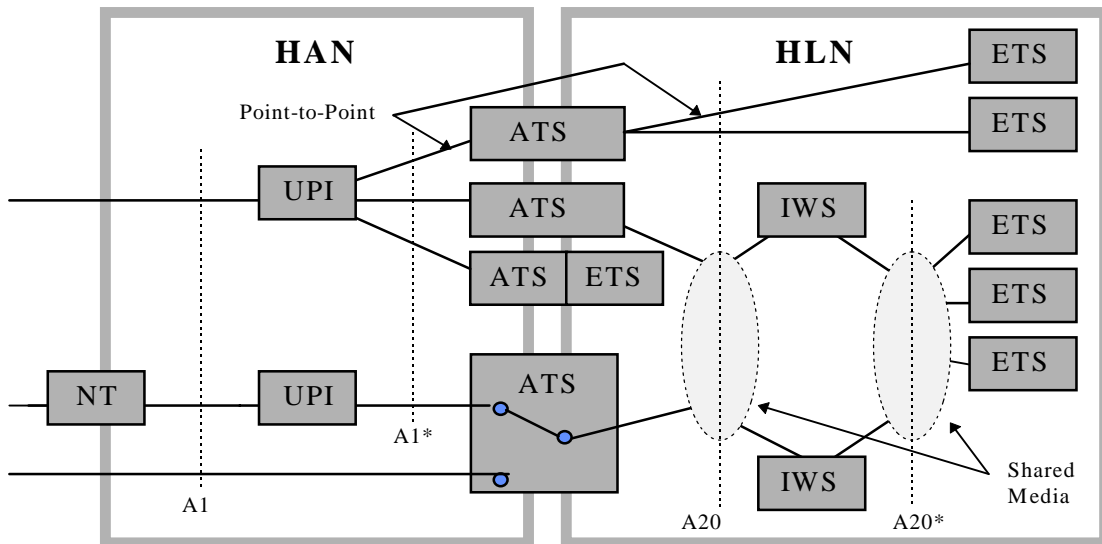 HAN
HLN
ETS
Point-to-Point
ATS
ETS
UPI
ATS
IWS
ETS
ATS
ETS
ETS
ETS
NT
UPI
ATS
A1*
Shared
Media
IWS
A1
A20
A20*